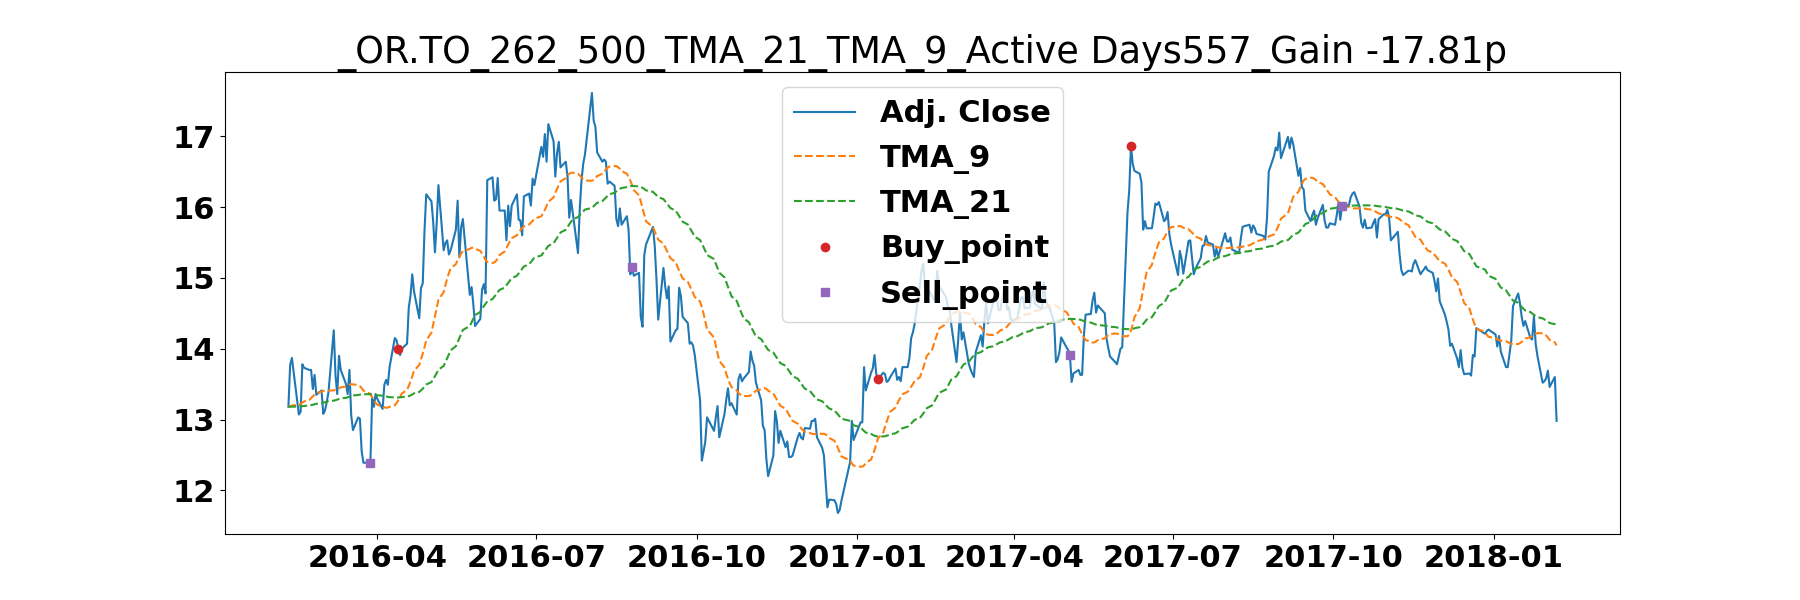 _OR.TO_262_500_TMA_21_TMA_9_Active Days557_Gain -17.81p
Adj. Close
TMA_9
TMA_21
Buy_point
Sell_point
17
16
15
14
13
12
2016-04 2016-07 2016-10 2017-01 2017-04 2017-07 2017-10 2018-01